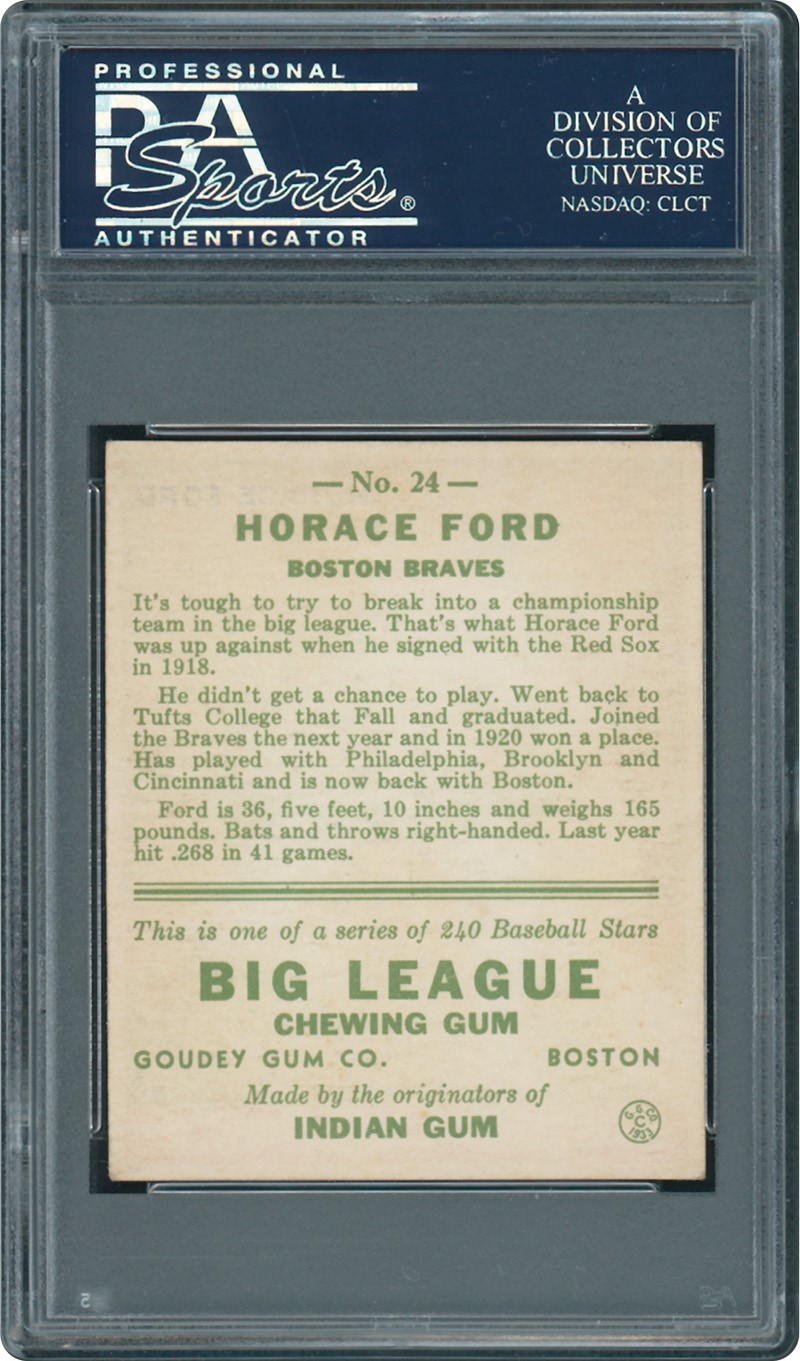 PROFESSIONAL
PSA
Sports®
AUTHENTICATOR
A
DIVISION OF
COLLECTORS
UNIVERSE
NASDAQ: CLCT
— No. 24 —
HORACE FORD
BOSTON BRAVES
It's tough to try to break into a championship
team in the big league. That's what Horace Ford
was up against when he signed with the Red Sox
in 1918.
He didn't get a chance to play. Went back to
Tufts College that Fall and graduated. Joined
the Braves the next year and in 1920 won a place.
Has played with Philadelphia, Brooklyn and
Cincinnati and is now back with Boston.
Ford is 36, five feet, 10 inches and weighs 165
pounds. Bats and throws right-handed. Last year
hit .268 in 41 games.
This is one of a series of 240 Baseball Stars
BIG LEAGUE
CHEWING GUM
GOUDEY GUM CO. BOSTON
Made by the originators of
INDIAN GUM
G.G.CO.
C
1933